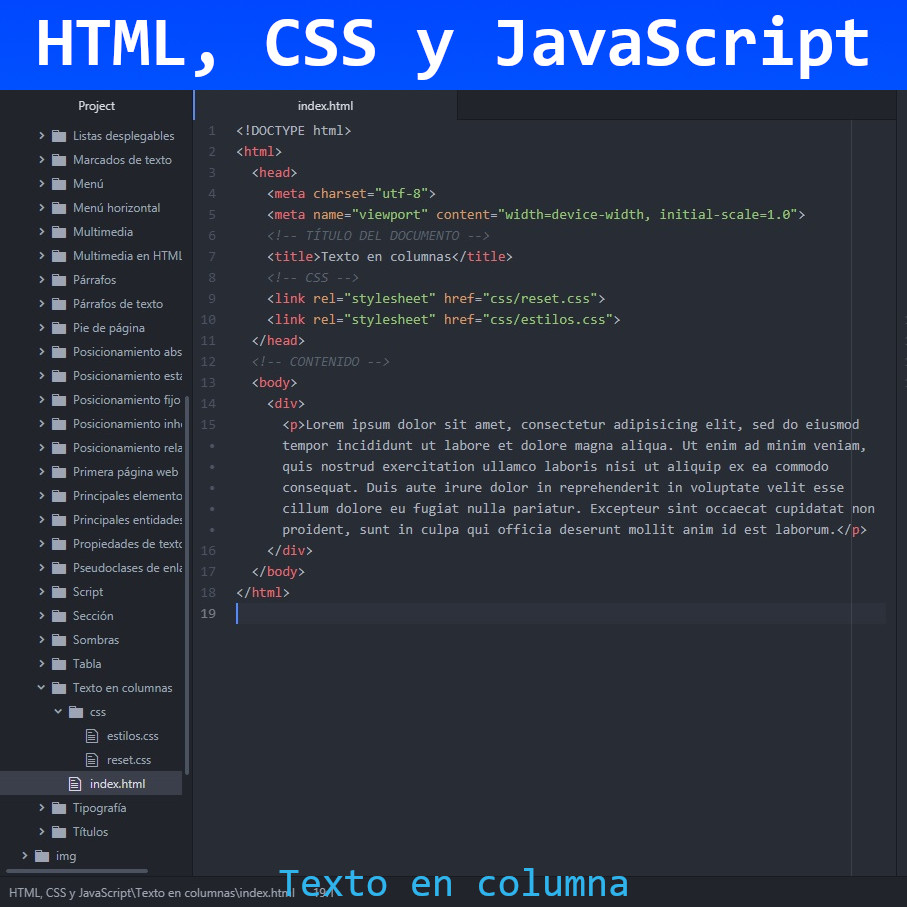 HTML, CSS y JavaScript
Project
Listas desplegables
Marcados de texto
Menú
Menú horizontal
Multimedia
Multimedia en HTML
Párrafos
Párrafos de texto
Pie de página
Posicionamiento abs
Posicionamiento está
Posicionamiento fijo
Posicionamiento inh
Posicionamiento rela
Primera página web
Principales elemento
Principales entidades
Propiedades de texto
Pseudoclases de enla
Script
Sección
Sombras
Tabla
Texto en columnas
css
estilos.css
reset.css
index.html
Tipografía
Títulos
img
index.html
1 <!DOCTYPE html>
2 <html>
3 <head>
4 <meta charset="utf-8">
5 <meta name="viewport" content="width=device-width, initial-scale=1.0">
6 <!-- TÍTULO DEL DOCUMENTO -->
7 <title>Texto en columnas</title>
8 <!-- CSS -->
9 <link rel="stylesheet" href="css/reset.css">
10 <link rel="stylesheet" href="css/estilos.css">
11 </head>
12 <!-- CONTENIDO -->
13 <body>
14 <div>
15 <p>Lorem ipsum dolor sit amet, consectetur adipisicing elit, sed do eiusmod
• tempor incididunt ut labore et dolore magna aliqua. Ut enim ad minim veniam,
• quis nostrud exercitation ullamco laboris nisi ut aliquip ex ea commodo
• consequat. Duis aute irure dolor in reprehenderit in voluptate velit esse
• cillum dolore eu fugiat nulla pariatur. Excepteur sint occaecat cupidatat non
• proident, sunt in culpa qui officia deserunt mollit anim id est laborum.</p>
16 </div>
17 </body>
18 </html>
19
HTML, CSS y JavaScript\Texto en columnas\index.html
Texto en columna